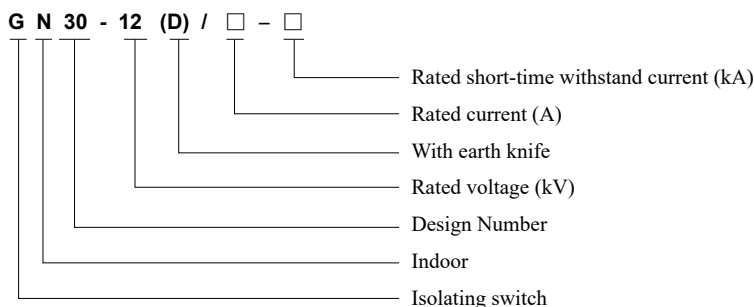 G N 30 - 12 (D) / □ – □
Rated short-time withstand current (kA)
Rated current (A)
With earth knife
Rated voltage (kV)
Design Number
Indoor
Isolating switch